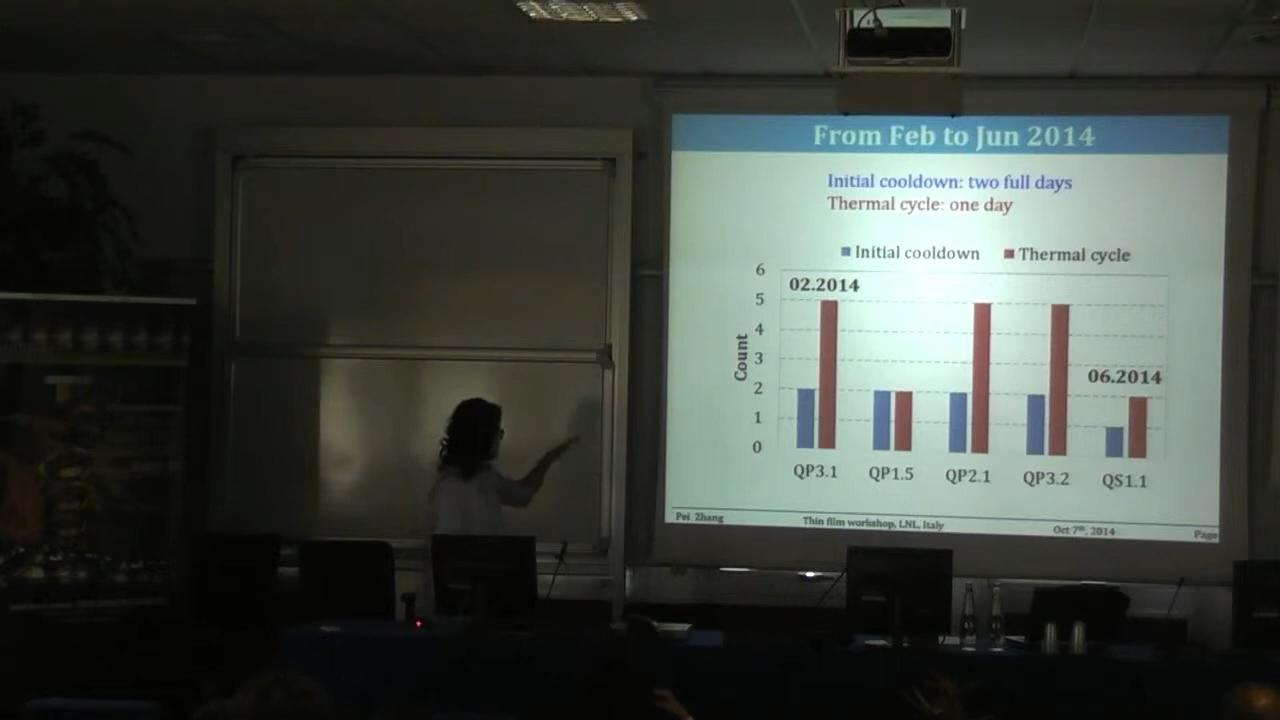 From Feb to Jun 2014
Initial cooldown: two full days
Thermal cycle: one day
Initial cooldown Thermal cycle
6
5
4
3
2
1
0
Count
02.2014
06.2014
QP3.1 QP1.5 QP2.1 QP3.2 QS1.1
Pei Zhang Thin film workshop, LNL, Italy Oct 7th, 2014 Page